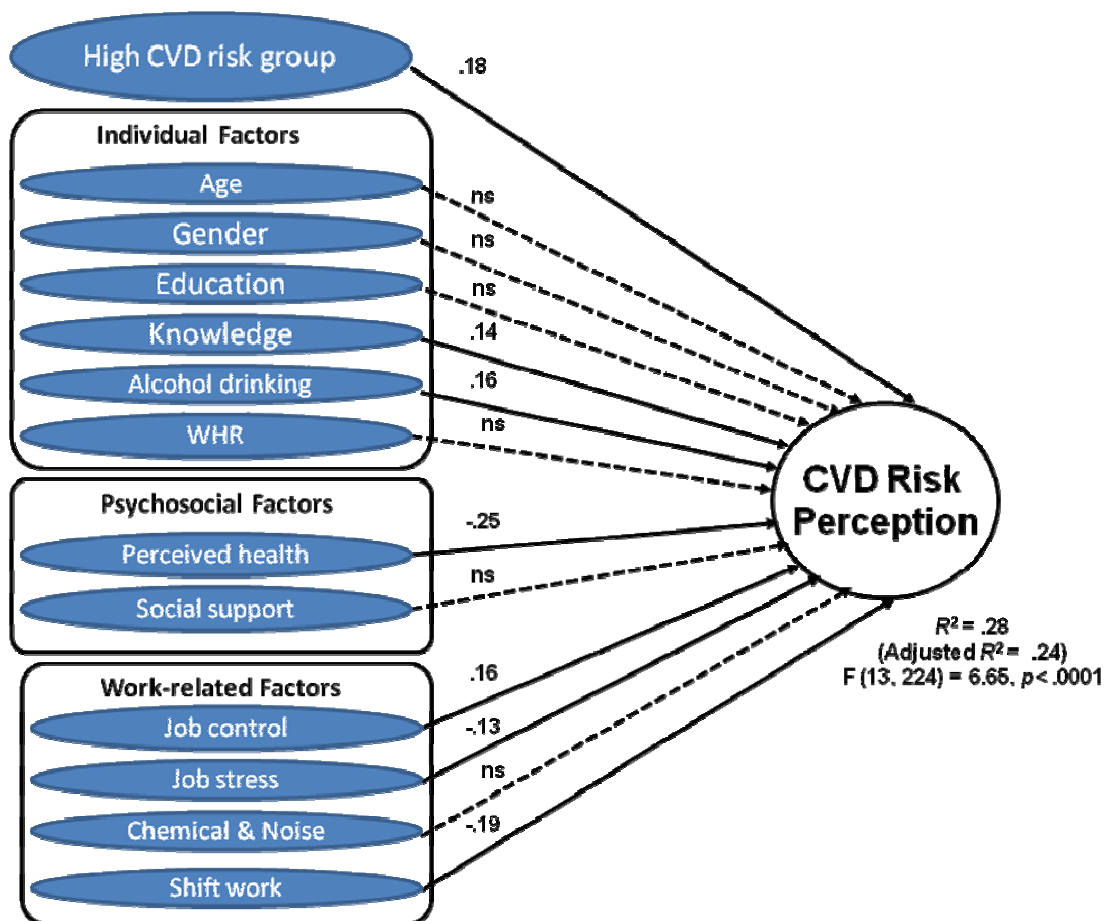 High CVD risk group
.18
Individual Factors
Age
ns
Gender
ns
Education
ns
Knowledge
.14
Alcohol drinking
.16
WHR
ns
Psychosocial Factors
Perceived health
-.25
Social support
ns
Work-related Factors
Job control
.16
Job stress
-.13
Chemical & Noise
ns
Shift work
-.19
CVD Risk
Perception
R² = .28
(Adjusted R² = .24)
F (13, 224) = 6.65, p< .0001